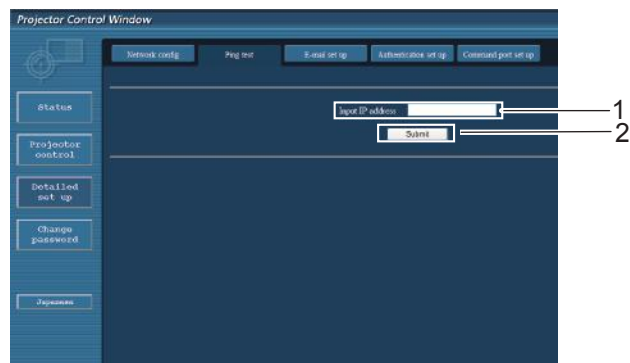 Projector Control Window
Network config Ping test E-mail set up Authentication set up Command port set up
Status
Input IP address
1
Submit
2
Projector
control
Detailed
set up
Change
password
Japanese